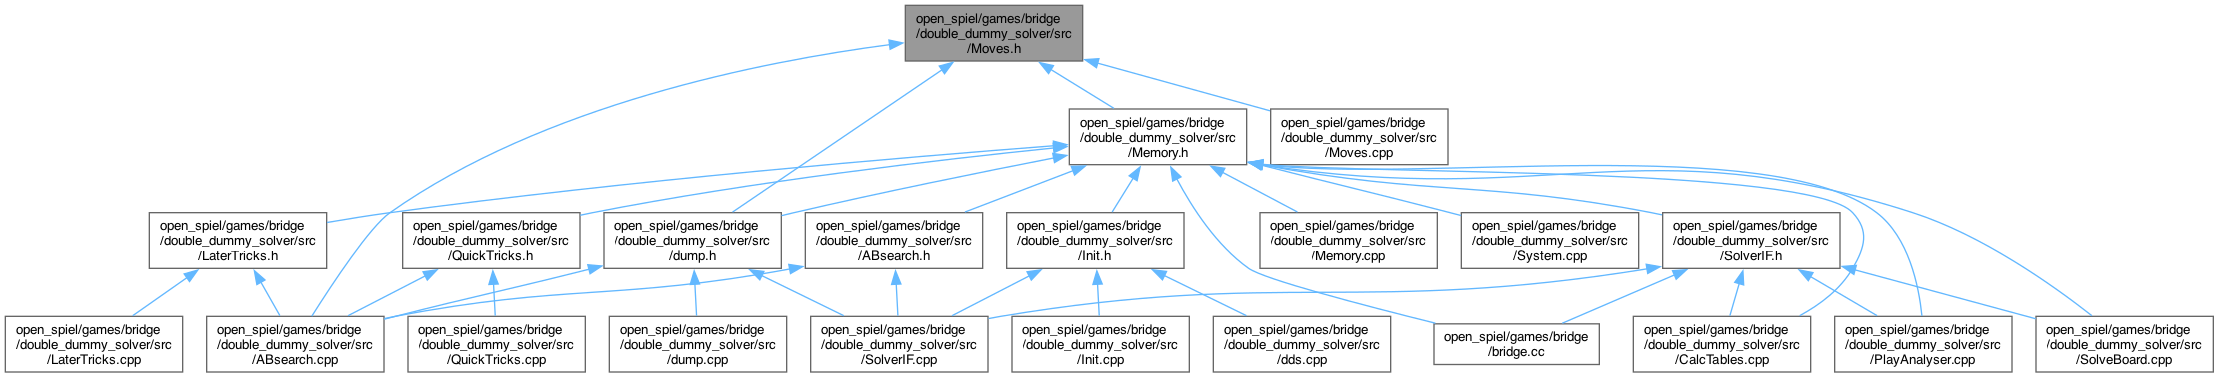 open_spiel/games/bridge
/double_dummy_solver/src
/Moves.h
open_spiel/games/bridge
/double_dummy_solver/src
/Memory.h
open_spiel/games/bridge
/double_dummy_solver/src
/Moves.cpp
open_spiel/games/bridge
/double_dummy_solver/src
/LaterTricks.h
open_spiel/games/bridge
/double_dummy_solver/src
/QuickTricks.h
open_spiel/games/bridge
/double_dummy_solver/src
/dump.h
open_spiel/games/bridge
/double_dummy_solver/src
/ABsearch.h
open_spiel/games/bridge
/double_dummy_solver/src
/Init.h
open_spiel/games/bridge
/double_dummy_solver/src
/Memory.cpp
open_spiel/games/bridge
/double_dummy_solver/src
/System.cpp
open_spiel/games/bridge
/double_dummy_solver/src
/SolverIF.h
open_spiel/games/bridge
/double_dummy_solver/src
/LaterTricks.cpp
open_spiel/games/bridge
/double_dummy_solver/src
/ABsearch.cpp
open_spiel/games/bridge
/double_dummy_solver/src
/QuickTricks.cpp
open_spiel/games/bridge
/double_dummy_solver/src
/dump.cpp
open_spiel/games/bridge
/double_dummy_solver/src
/SolverIF.cpp
open_spiel/games/bridge
/double_dummy_solver/src
/Init.cpp
open_spiel/games/bridge
/double_dummy_solver/src
/dds.cpp
open_spiel/games/bridge
/bridge.cc
open_spiel/games/bridge
/double_dummy_solver/src
/CalcTables.cpp
open_spiel/games/bridge
/double_dummy_solver/src
/PlayAnalyser.cpp
open_spiel/games/bridge
/double_dummy_solver/src
/SolveBoard.cpp